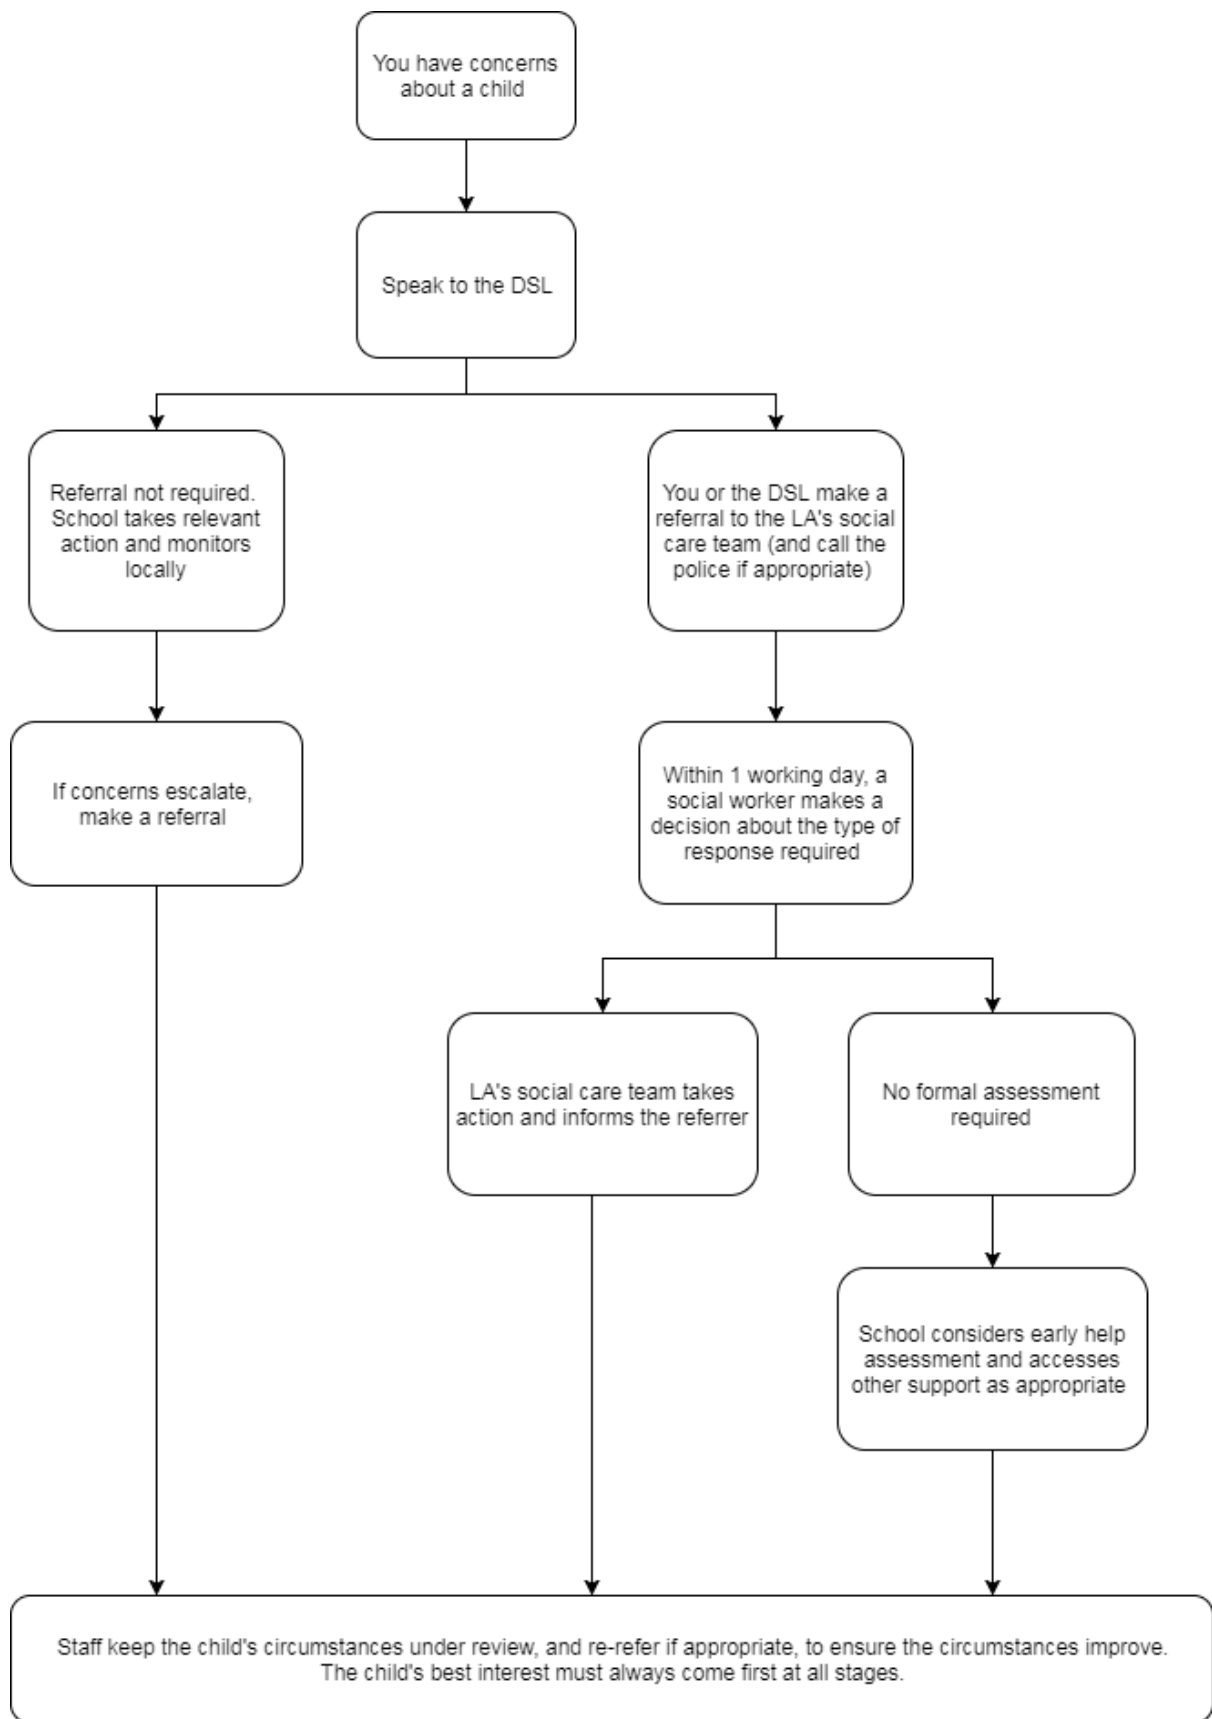 You have concerns
about a child
Speak to the DSL
Referral not required.
School takes relevant
action and monitors
locally
You or the DSL make a
referral to the LA's social
care team (and call the
police if appropriate)
If concerns escalate,
make a referral
Within 1 working day, a
social worker makes a
decision about the type of
response required
LA's social care team takes
action and informs the referrer
No formal assessment
required
School considers early help
assessment and accesses
other support as appropriate
Staff keep the child's circumstances under review, and re-refer if appropriate, to ensure the circumstances improve.
The child's best interest must always come first at all stages.